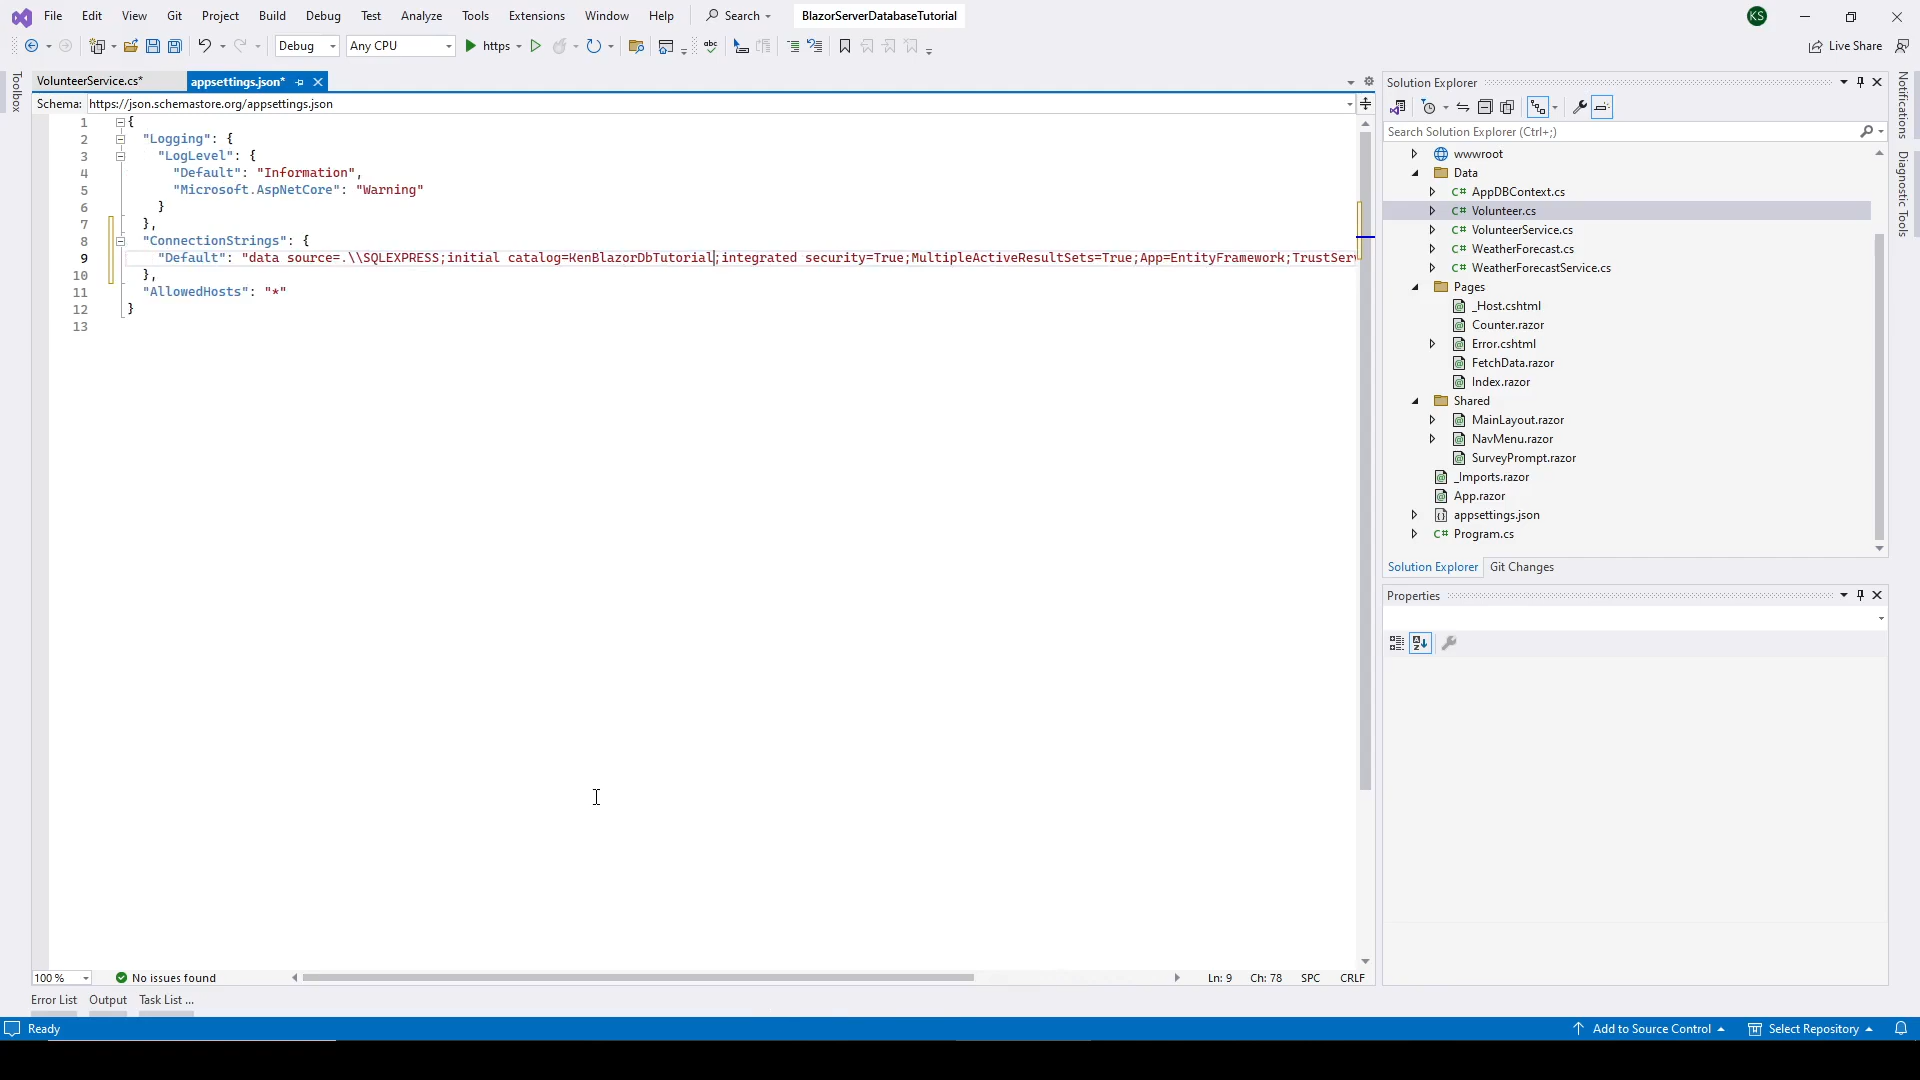 File Edit View Git Project Build Debug Test Analyze Tools Extensions Window Help Search BlazorServerDatabaseTutorial KS
Debug Any CPU https Live Share
Toolbox
VolunteerService.cs* appsettings.json*
Schema: https://json.schemastore.org/appsettings.json
1 {
2 "Logging": {
3 "LogLevel": {
4 "Default": "Information",
5 "Microsoft.AspNetCore": "Warning"
6 }
7 },
8 "ConnectionStrings": {
9 "Default": "data source=.\\SQLEXPRESS;initial catalog=KenBlazorDbTutorial;integrated security=True;MultipleActiveResultSets=True;App=EntityFramework;TrustServ
10 },
11 "AllowedHosts": "*"
12 }
13
100 % No issues found Ln: 9 Ch: 78 SPC CRLF
Error List Output Task List ...
Solution Explorer
Search Solution Explorer (Ctrl+;)
wwwroot
Data
C# AppDBContext.cs
C# Volunteer.cs
C# VolunteerService.cs
C# WeatherForecast.cs
C# WeatherForecastService.cs
Pages
_Host.cshtml
Counter.razor
Error.cshtml
FetchData.razor
Index.razor
Shared
MainLayout.razor
NavMenu.razor
SurveyPrompt.razor
_Imports.razor
App.razor
appsettings.json
C# Program.cs
Solution Explorer Git Changes
Properties
Notifications
Diagnostic Tools
Ready Add to Source Control Select Repository